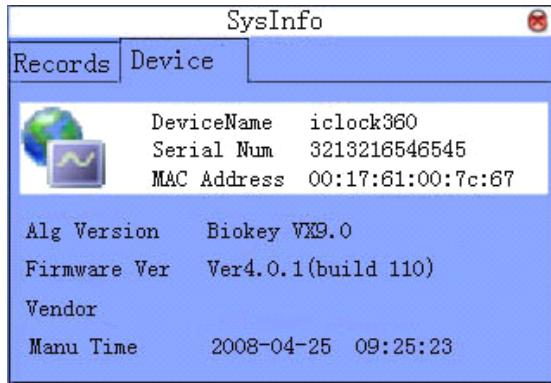 SysInfo
Records Device
DeviceName iclock360
Serial Num 3213216546545
MAC Address 00:17:61:00:7c:67
Alg Version Biokey VX9.0
Firmware Ver Ver4.0.1(build 110)
Vendor
Manu Time 2008-04-25 09:25:23